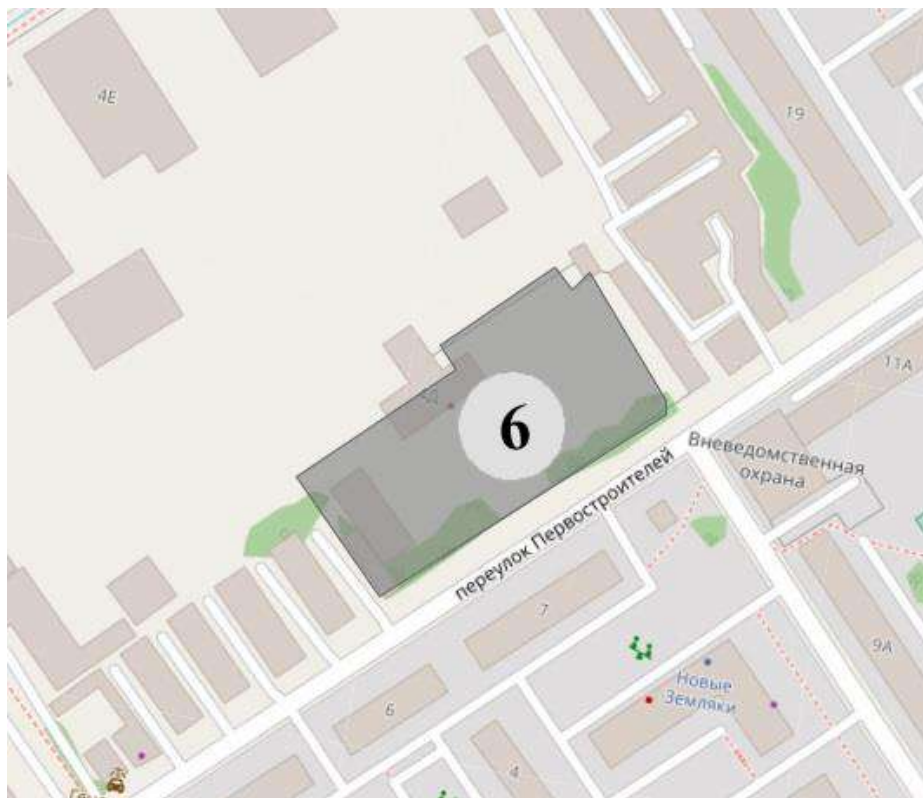 4Е
19
11А
Вневедомственная
охрана
6
переулок Первостроителей
7
9А
Новые
Земляки
6
4